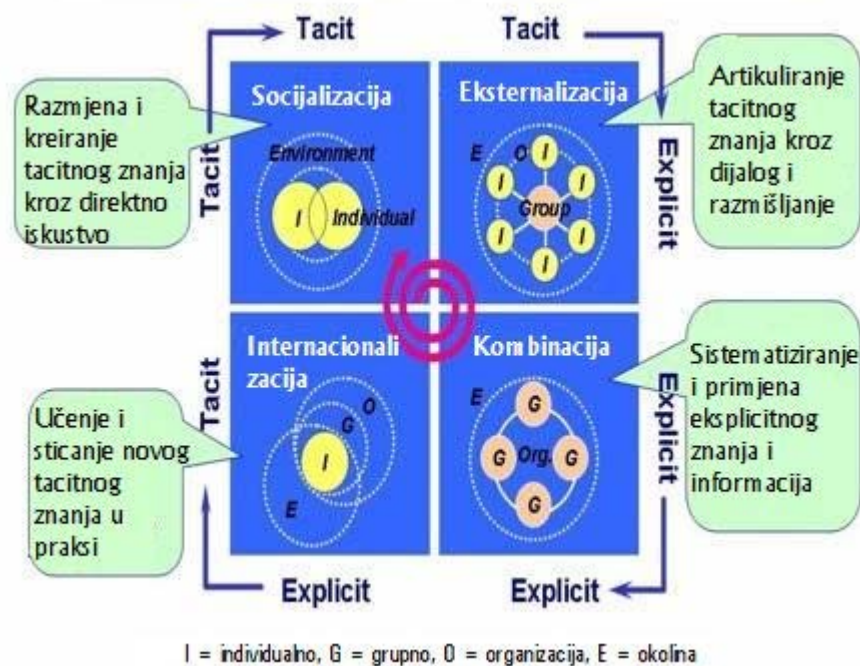 Tacit
Tacit
Razmjena i
kreiranje
tacitnog znanja
kroz direktno
iskustvo
Tacit
Socijalizacija
Environment
I
Individual
Eksternalizacija
E
O
I
I
I
Group
I
I
I
Explicit
Artikuliranje
tacitnog
znanja kroz
dijalog i
razmišljanje
Učenje i
sticanje novog
tacitnog
znanja u
praksi
Tacit
Internacionali
zacija
O
G
I
E
Kombinacija
E
G
G
Org.
G
G
Explicit
Sistematiziranje
i primjena
eksplicitnog
znanja i
informacija
Explicit
Explicit
I = individualno, G = grupno, O = organizacija, E = okolina